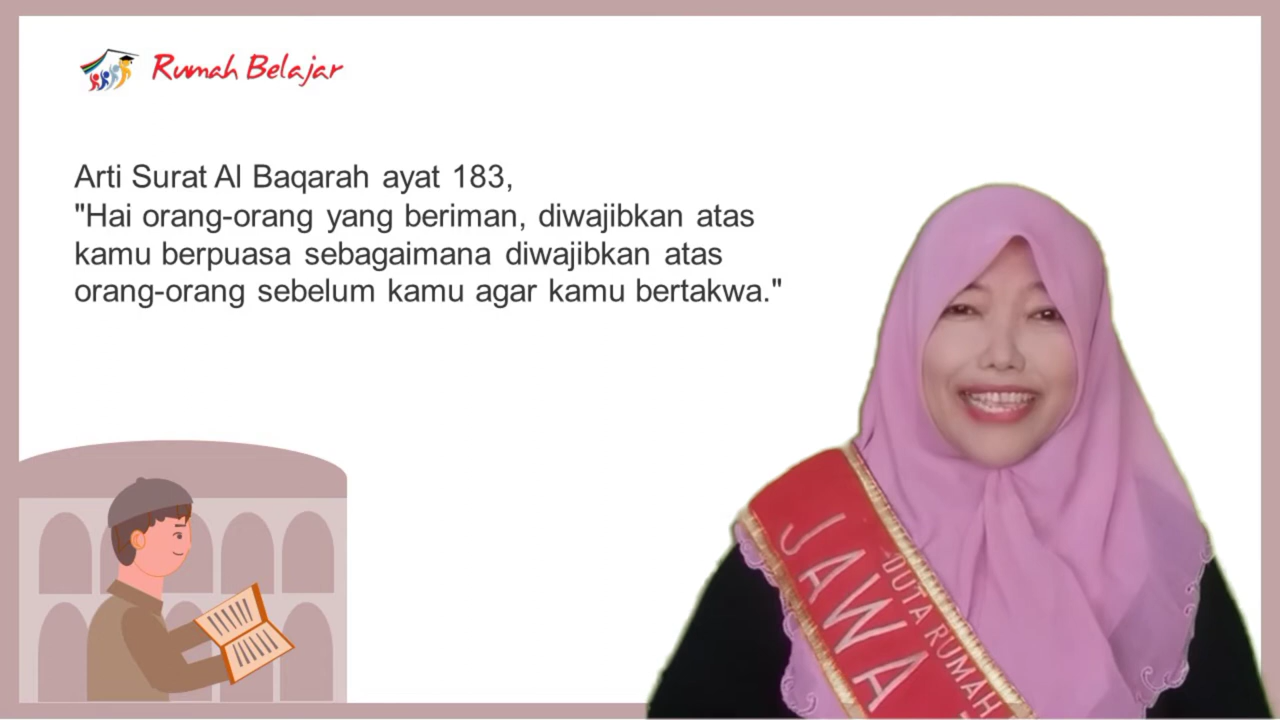 Rumah Belajar
Arti Surat Al Baqarah ayat 183,
"Hai orang-orang yang beriman, diwajibkan atas
kamu berpuasa sebagaimana diwajibkan atas
orang-orang sebelum kamu agar kamu bertakwa."
DUTA RUMAH
JAWA